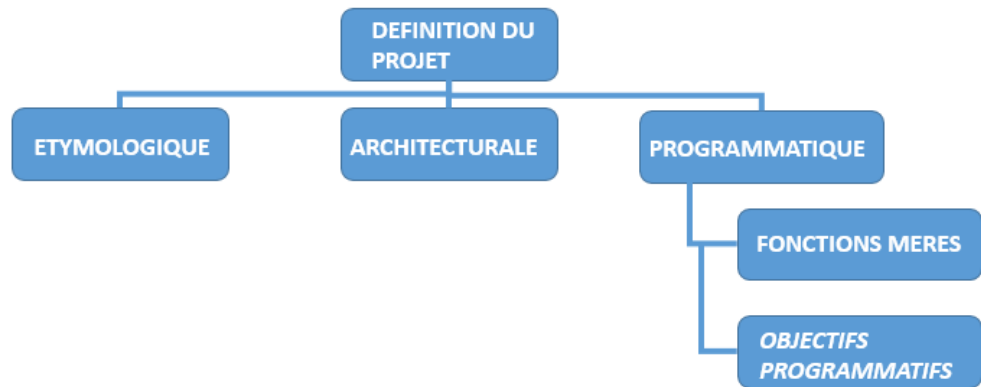 DEFINITION DU
PROJET
ETYMOLOGIQUE
ARCHITECTURALE
PROGRAMMATIQUE
FONCTIONS MERES
OBJECTIFS
PROGRAMMATIFS